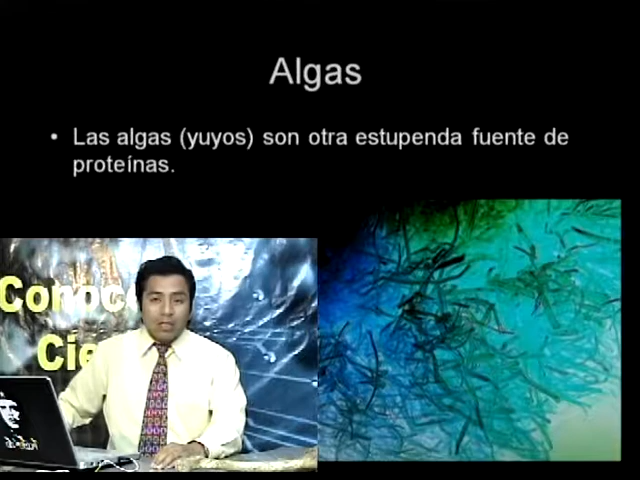 Algas
• Las algas (yuyos) son otra estupenda fuente de
proteínas.
Conoc
Cie